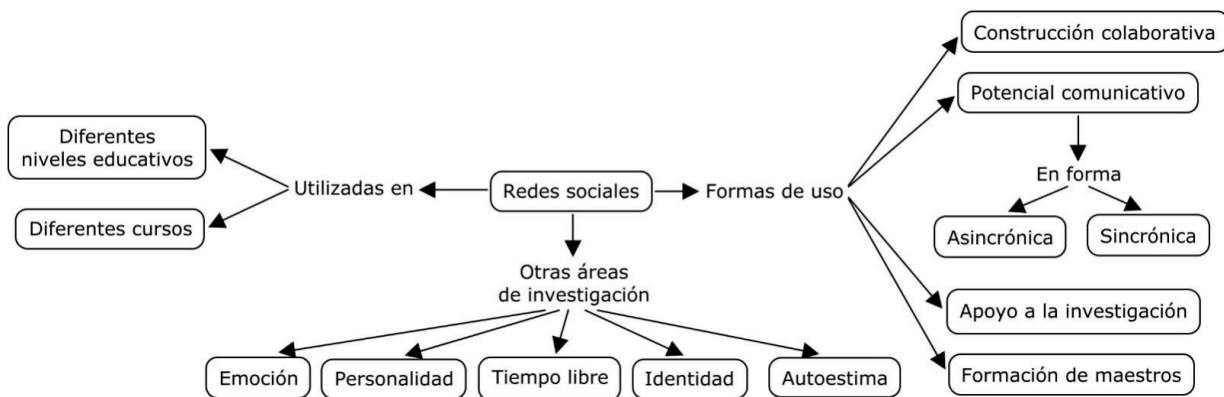 Construcción colaborativa
Potencial comunicativo
Diferentes
niveles educativos
En forma
Utilizadas en
Redes sociales
Formas de uso
Diferentes cursos
Asincrónica
Sincrónica
Otras áreas
de investigación
Apoyo a la investigación
Emoción
Personalidad
Tiempo libre
Identidad
Autoestima
Formación de maestros